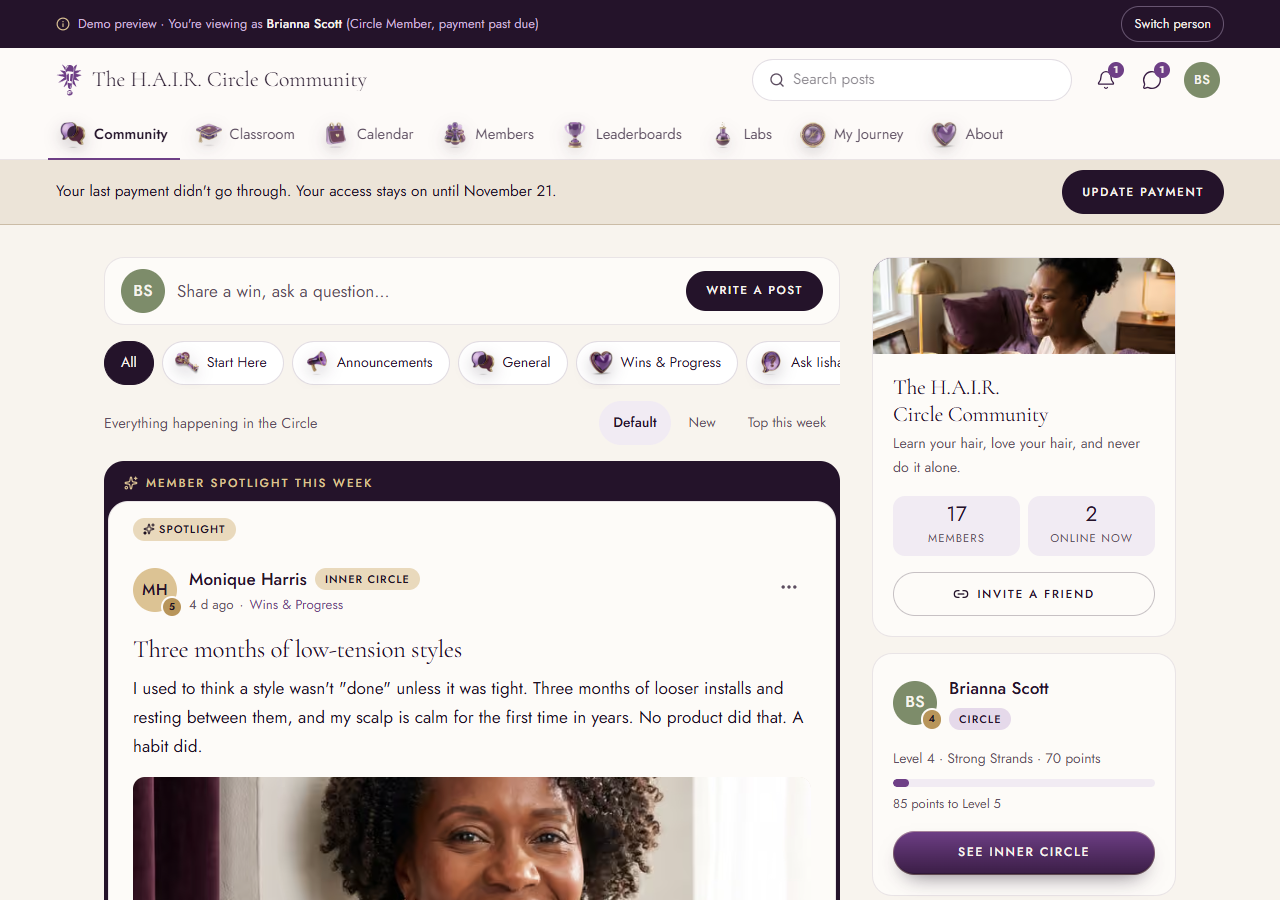 Demo preview · You're viewing as Brianna Scott (Circle Member, payment past due)
Switch person
The H.A.I.R. Circle Community
Search posts
1
1
BS
Community
Classroom
Calendar
Members
Leaderboards
Labs
My Journey
About
Your last payment didn't go through. Your access stays on until November 21.
UPDATE PAYMENT
BS
Share a win, ask a question...
WRITE A POST
All
Start Here
Announcements
General
Wins & Progress
Ask Iisha
Everything happening in the Circle
Default
New
Top this week
MEMBER SPOTLIGHT THIS WEEK
SPOTLIGHT
MH
5
Monique Harris
INNER CIRCLE
4 d ago · Wins & Progress
Three months of low-tension styles
I used to think a style wasn't "done" unless it was tight. Three months of looser installs and
resting between them, and my scalp is calm for the first time in years. No product did that. A
habit did.
The H.A.I.R.
Circle Community
Learn your hair, love your hair, and never
do it alone.
17
MEMBERS
2
ONLINE NOW
INVITE A FRIEND
BS
4
Brianna Scott
CIRCLE
Level 4 · Strong Strands · 70 points
85 points to Level 5
SEE INNER CIRCLE